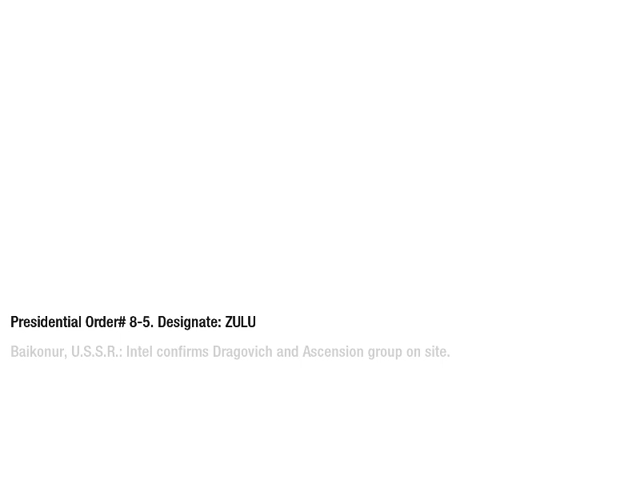 Presidential Order# 8-5. Designate: ZULU
Baikonur, U.S.S.R.: Intel confirms Dragovich and Ascension group on site.